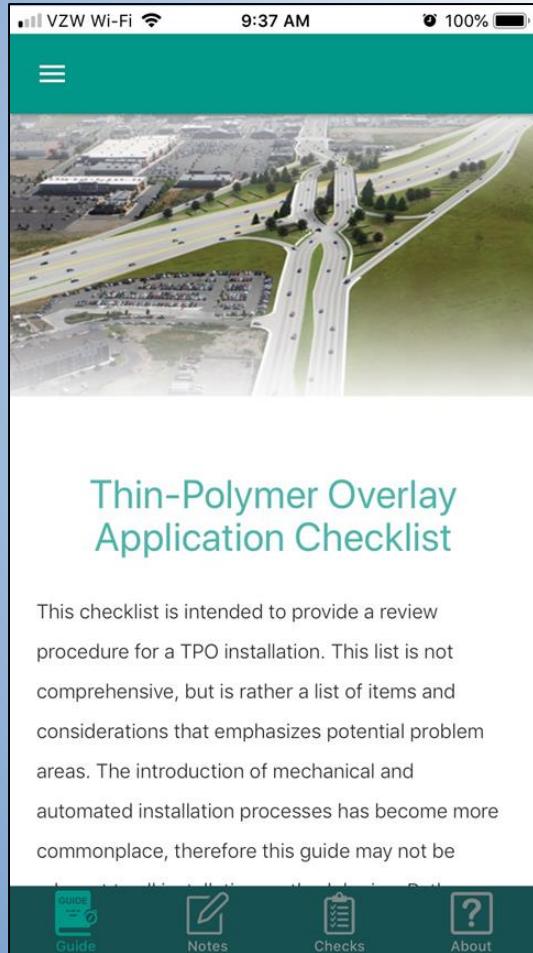 VZW Wi-Fi 9:37 AM 100%
Thin-Polymer Overlay
Application Checklist
This checklist is intended to provide a review
procedure for a TPO installation. This list is not
comprehensive, but is rather a list of items and
considerations that emphasizes potential problem
areas. The introduction of mechanical and
automated installation processes has become more
commonplace, therefore this guide may not be
GUIDE
Guide Notes Checks About